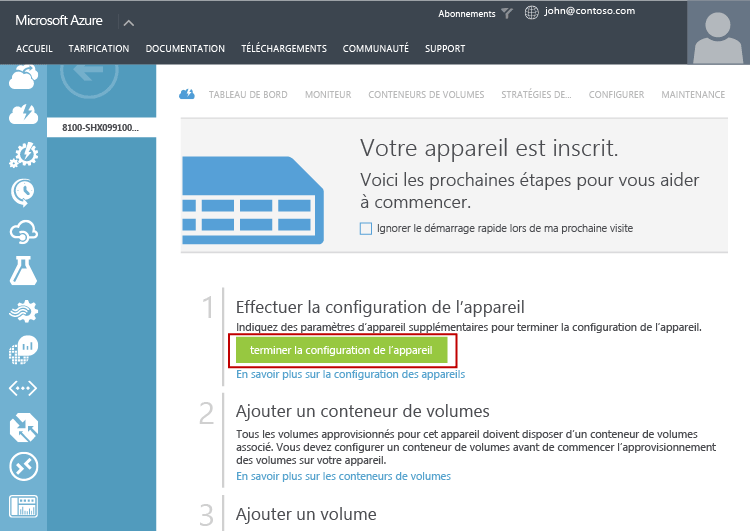 Microsoft Azure
Abonnements
john@contoso.com
ACCUEIL TARIFICATION DOCUMENTATION TÉLÉCHARGEMENTS COMMUNAUTÉ SUPPORT
TABLEAU DE BORD MONITEUR CONTENEURS DE VOLUMES STRATÉGIES DE... CONFIGURER MAINTENANCE
8100-SHX099100...
Votre appareil est inscrit.
Voici les prochaines étapes pour vous aider
à commencer.
Ignorer le démarrage rapide lors de ma prochaine visite
1 Effectuer la configuration de l'appareil
Indiquez des paramètres d'appareil supplémentaires pour terminer la configuration de l'appareil.
terminer la configuration de l'appareil
En savoir plus sur la configuration des appareils
2 Ajouter un conteneur de volumes
Tous les volumes approvisionnés pour cet appareil doivent disposer d'un conteneur de volumes
associé. Vous devez configurer un conteneur de volumes avant de commencer l'approvisionnement
des volumes sur votre appareil.
En savoir plus sur les conteneurs de volumes
3 Ajouter un volume